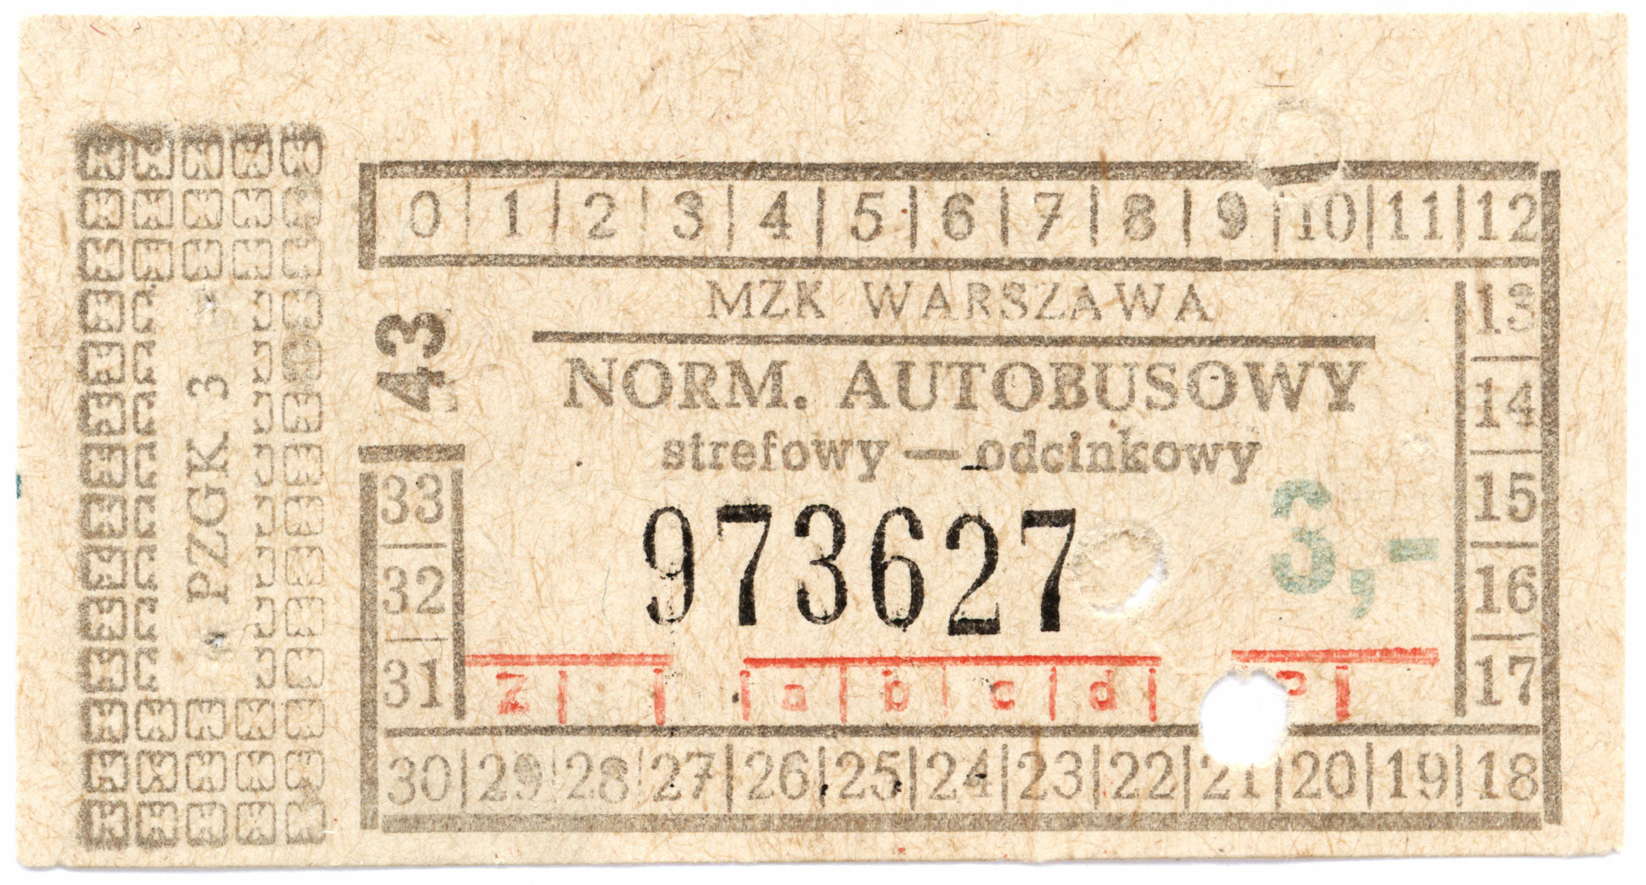 PZGK 3
0 1 2 3 4 5 6 7 8 9 10 11 12
43
MZK WARSZAWA
NORM. AUTOBUSOWY
strefowy — odcinkowy
973627
3,-
13
14
15
16
17
33
32
31
z a b c d
30 29 28 27 26 25 24 23 22 21 20 19 18